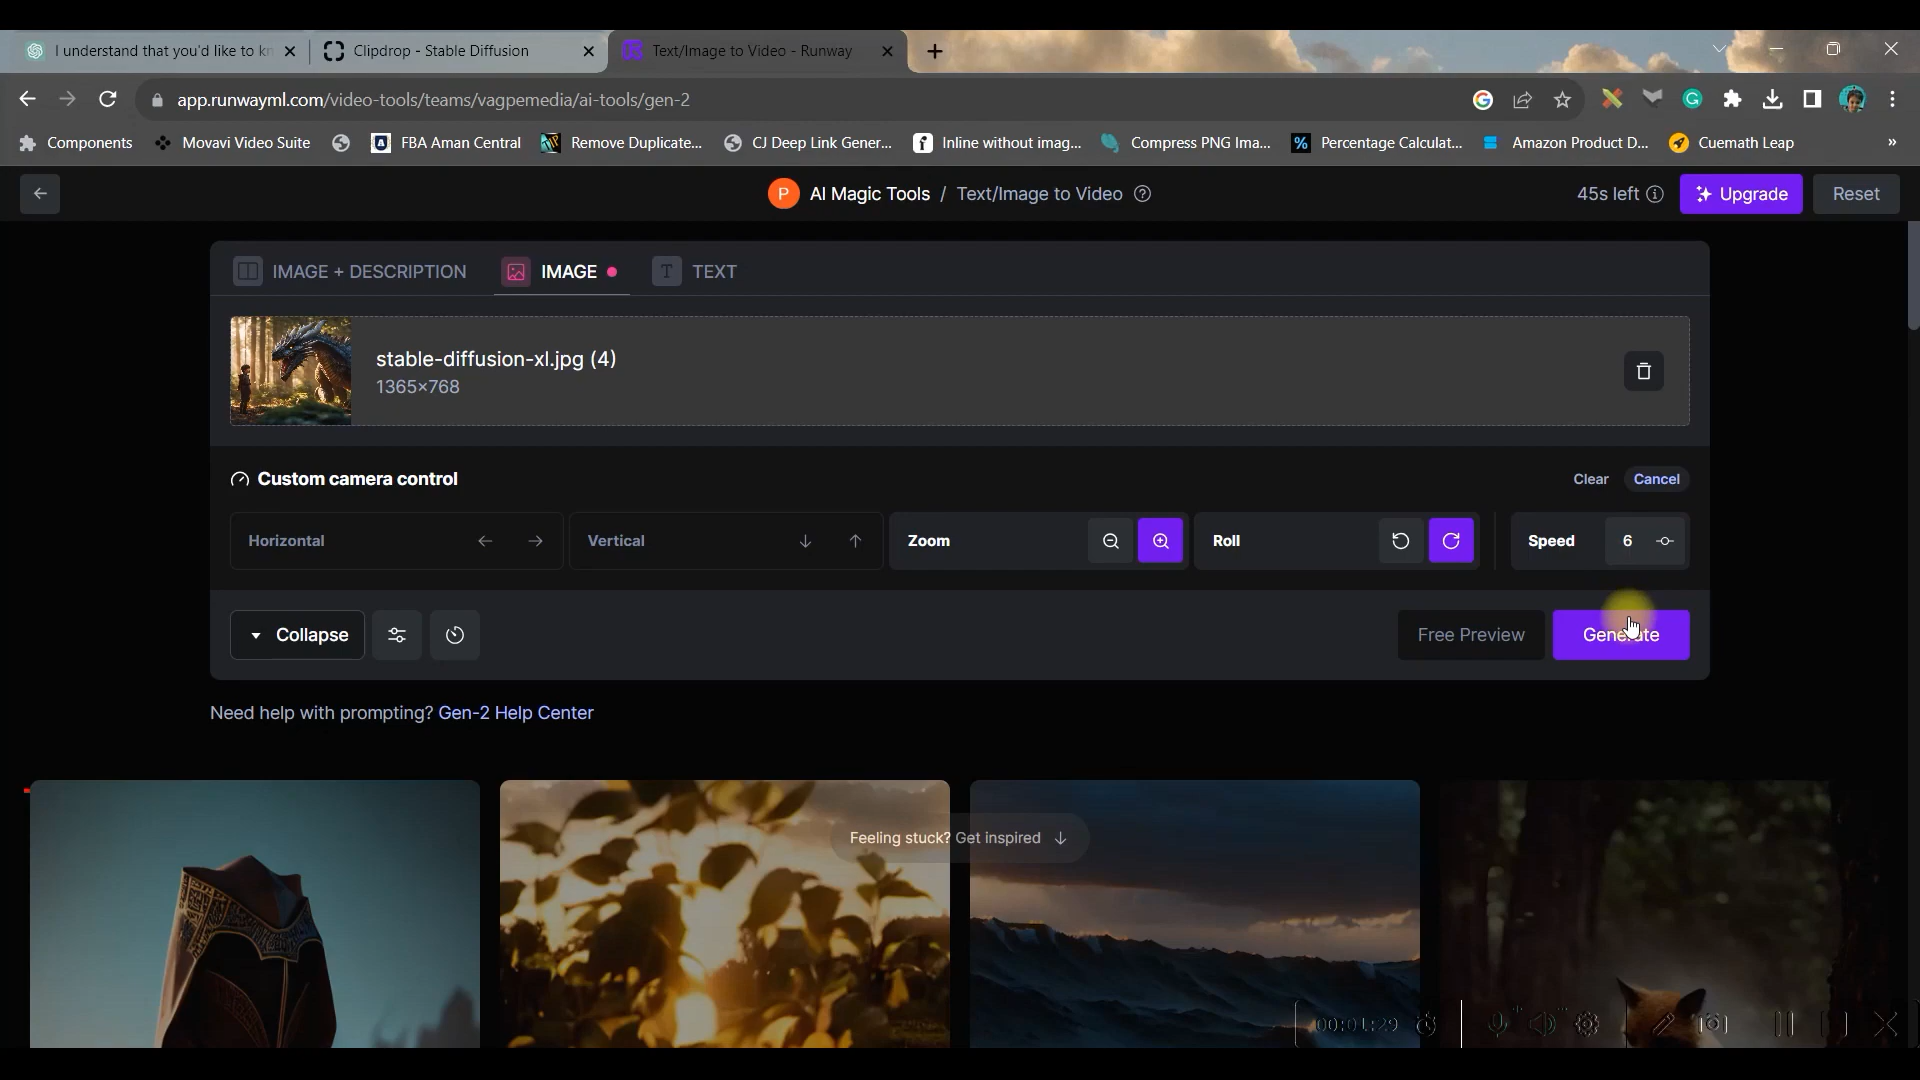 I understand that you'd like to kn
Clipdrop - Stable Diffusion
Text/Image to Video - Runway
app.runwayml.com/video-tools/teams/vagpemedia/ai-tools/gen-2
Components
Movavi Video Suite
FBA Aman Central
Remove Duplicate...
CJ Deep Link Gener...
Inline without imag...
Compress PNG Ima...
Percentage Calculat...
Amazon Product D...
Cuemath Leap
»
P AI Magic Tools / Text/Image to Video
45s left
Upgrade
Reset
IMAGE + DESCRIPTION
IMAGE
T TEXT
stable-diffusion-xl.jpg (4)
1365×768
Custom camera control
Clear
Cancel
Horizontal
Vertical
Zoom
Roll
Speed 6
Collapse
Free Preview
Generate
Need help with prompting? Gen-2 Help Center
Feeling stuck? Get inspired
00:01:29